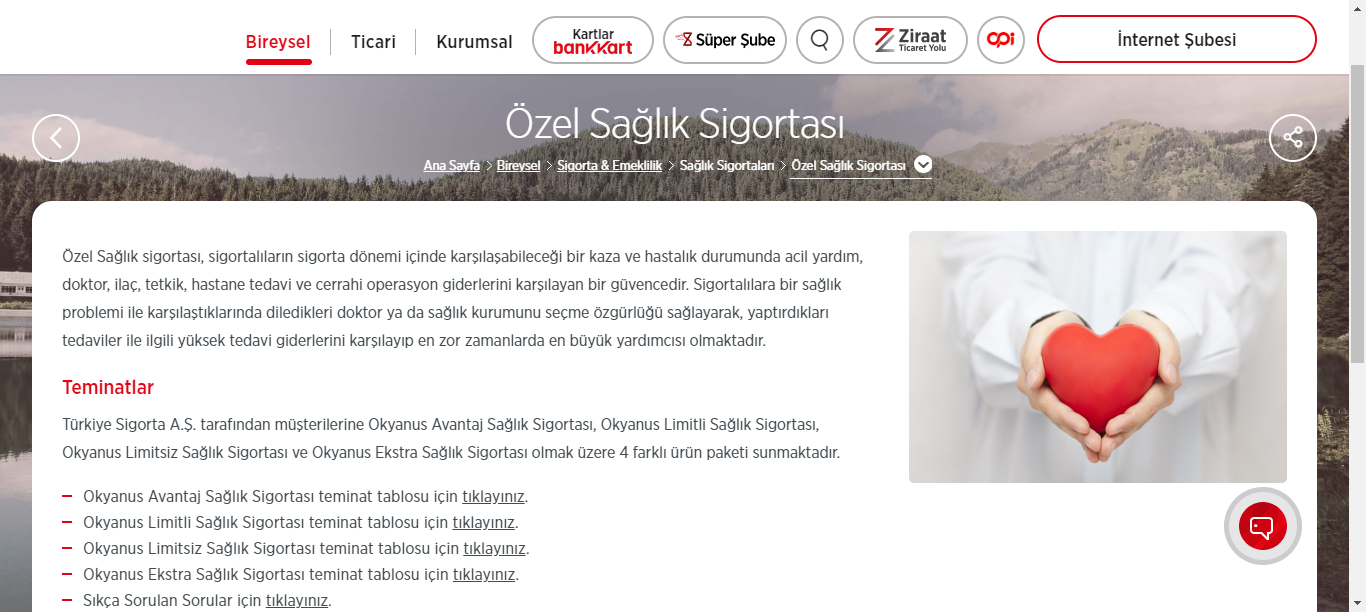 Bireysel
Ticari
Kurumsal
Kartlar
bankkart
Süper Şube
Ziraat
Ticaret Yolu
opi
İnternet Şubesi
Özel Sağlık Sigortası
Ana Sayfa > Bireysel > Sigorta & Emeklilik > Sağlık Sigortaları > Özel Sağlık Sigortası
Özel Sağlık sigortası, sigortalıların sigorta dönemi içinde karşılaşabileceği bir kaza ve hastalık durumunda acil yardım,
doktor, ilaç, tetkik, hastane tedavi ve cerrahi operasyon giderlerini karşılayan bir güvencedir. Sigortalılara bir sağlık
problemi ile karşılaştıklarında diledikleri doktor ya da sağlık kurumunu seçme özgürlüğü sağlayarak, yaptırdıkları
tedaviler ile ilgili yüksek tedavi giderlerini karşılayıp en zor zamanlarda en büyük yardımcısı olmaktadır.
Teminatlar
Türkiye Sigorta A.Ş. tarafından müşterilerine Okyanus Avantaj Sağlık Sigortası, Okyanus Limitli Sağlık Sigortası,
Okyanus Limitsiz Sağlık Sigortası ve Okyanus Ekstra Sağlık Sigortası olmak üzere 4 farklı ürün paketi sunmaktadır.
– Okyanus Avantaj Sağlık Sigortası teminat tablosu için tıklayınız.
– Okyanus Limitli Sağlık Sigortası teminat tablosu için tıklayınız.
– Okyanus Limitsiz Sağlık Sigortası teminat tablosu için tıklayınız.
– Okyanus Ekstra Sağlık Sigortası teminat tablosu için tıklayınız.
– Sıkça Sorulan Sorular için tıklayınız.